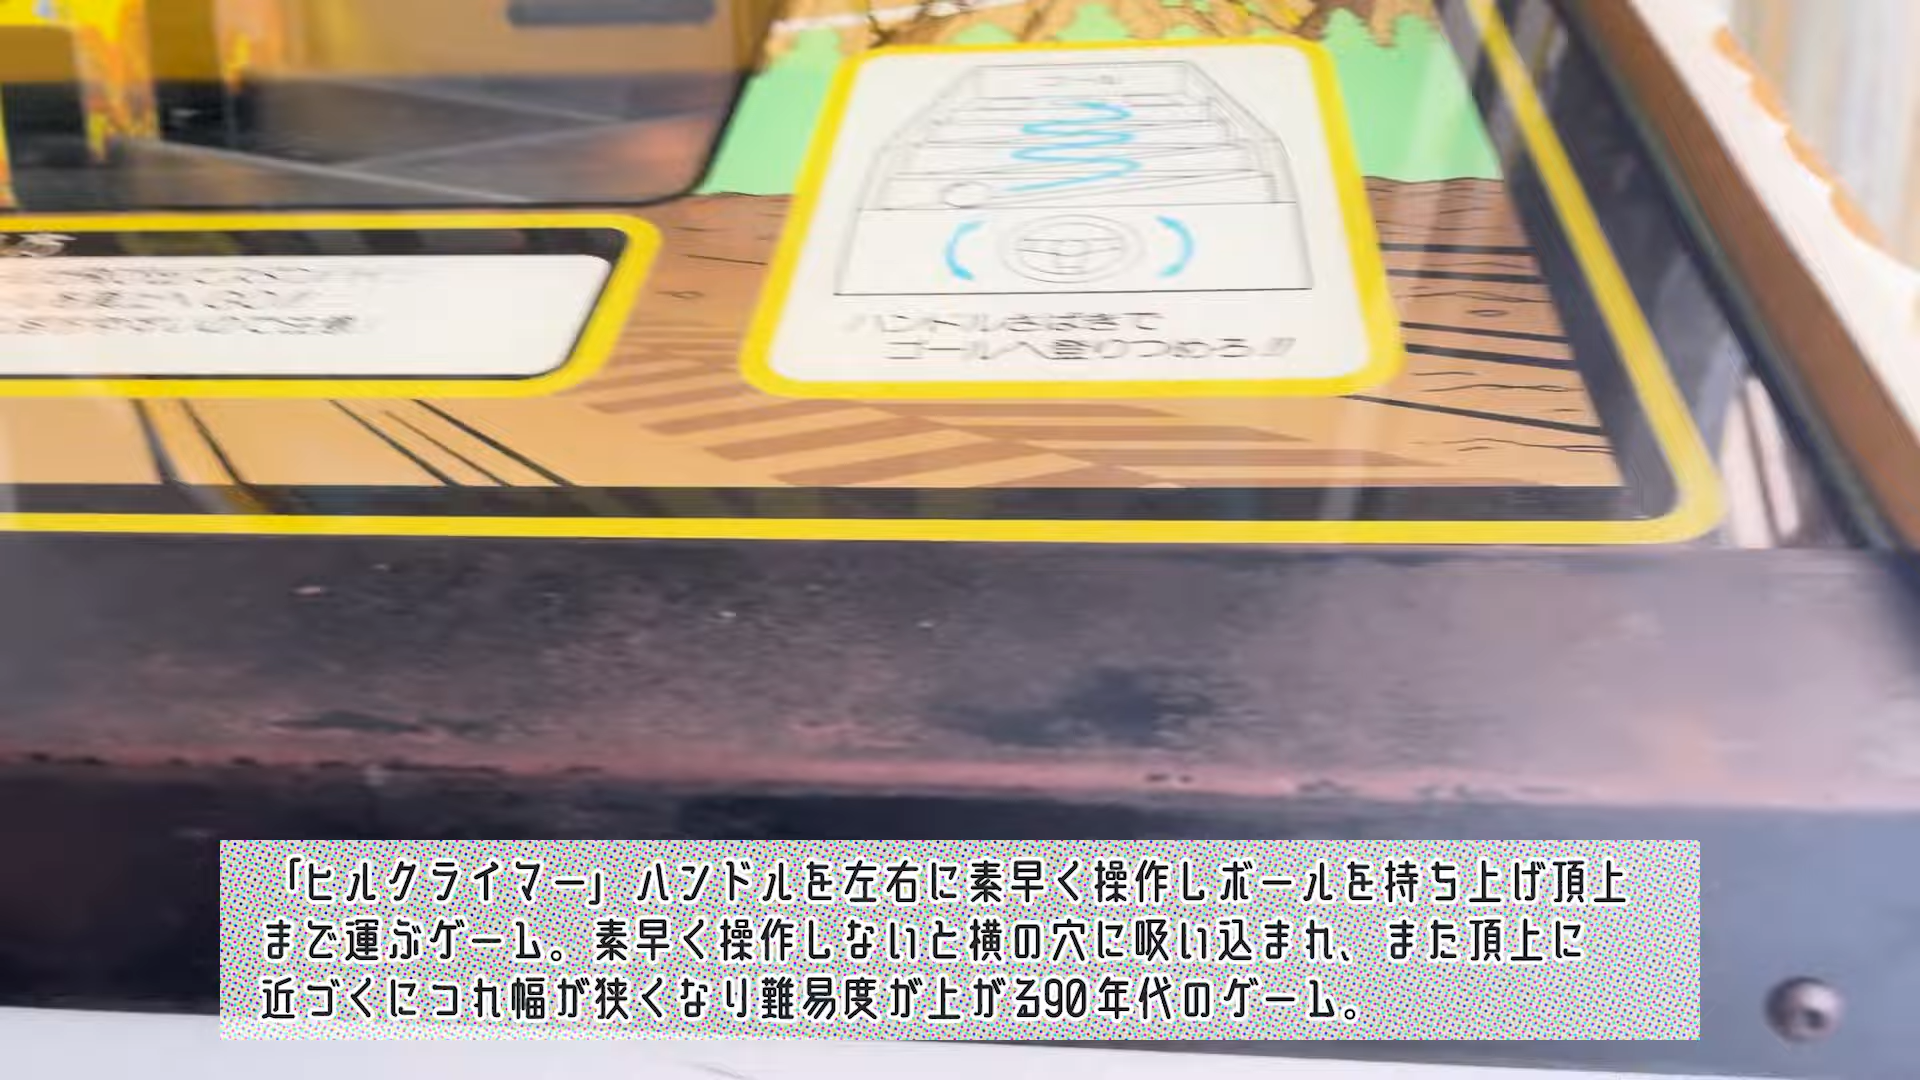 ゴール
ハンドルさばきで
ゴールへ登りつめろ!!
「ヒルクライマー」ハンドルを左右に素早く操作しボールを持ち上げ頂上
まで運ぶゲーム。素早く操作しないと横の穴に吸い込まれ、また頂上に
近づくにつれ幅が狭くなり難易度が上がる90年代のゲーム。